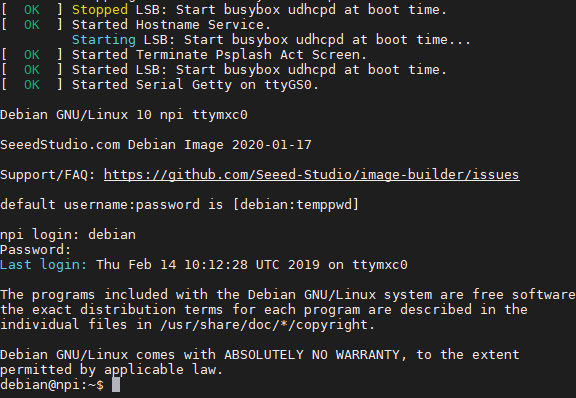 [  OK  ] Stopped LSB: Start busybox udhcpd at boot time.
[  OK  ] Started Hostname Service.
Starting LSB: Start busybox udhcpd at boot time...
[  OK  ] Started Terminate Psplash Act Screen.
[  OK  ] Started LSB: Start busybox udhcpd at boot time.
[  OK  ] Started Serial Getty on ttyGS0.
Debian GNU/Linux 10 npi ttymxc0
SeeedStudio.com Debian Image 2020-01-17
Support/FAQ: https://github.com/Seeed-Studio/image-builder/issues
default username:password is [debian:temppwd]
npi login: debian
Password:
Last login: Thu Feb 14 10:12:28 UTC 2019 on ttymxc0
The programs included with the Debian GNU/Linux system are free software
the exact distribution terms for each program are described in the
individual files in /usr/share/doc/*/copyright.
Debian GNU/Linux comes with ABSOLUTELY NO WARRANTY, to the extent
permitted by applicable law.
debian@npi:~$